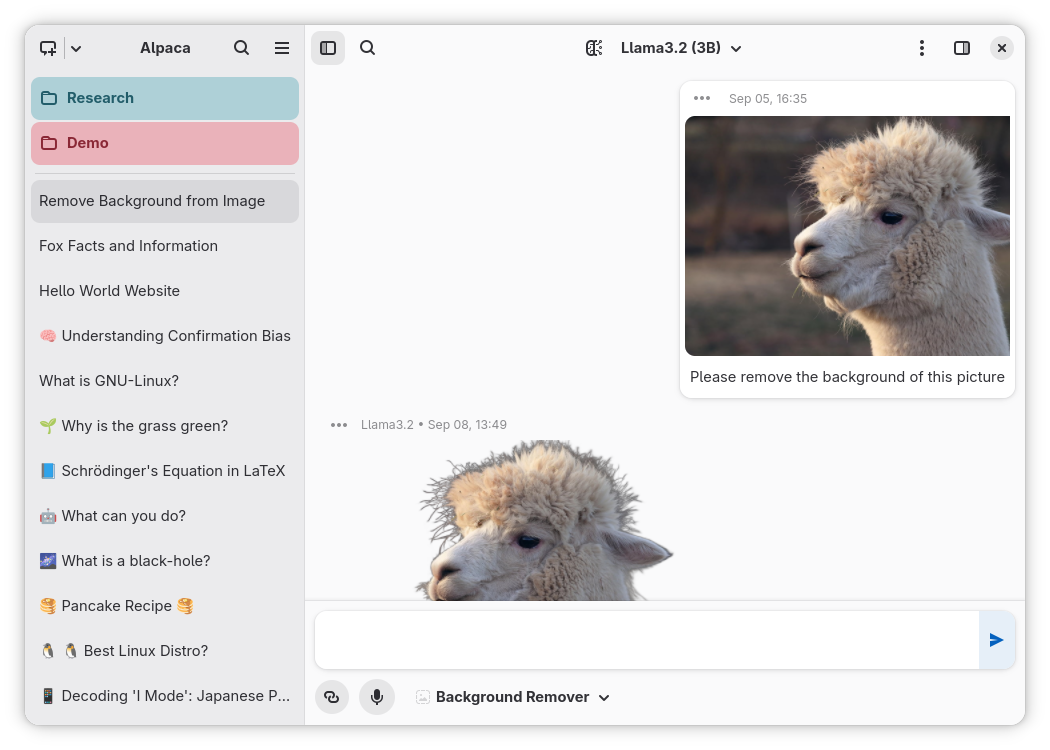 Alpaca
Research
Demo
Remove Background from Image
Fox Facts and Information
Hello World Website
🧠 Understanding Confirmation Bias
What is GNU-Linux?
🌱 Why is the grass green?
📘 Schrödinger's Equation in LaTeX
🤖 What can you do?
🌌 What is a black-hole?
🥞 Pancake Recipe 🥞
🐧 🐧 Best Linux Distro?
📱 Decoding 'I Mode': Japanese P...
Llama3.2 (3B)
Sep 05, 16:35
Please remove the background of this picture
Llama3.2 • Sep 08, 13:49
Background Remover